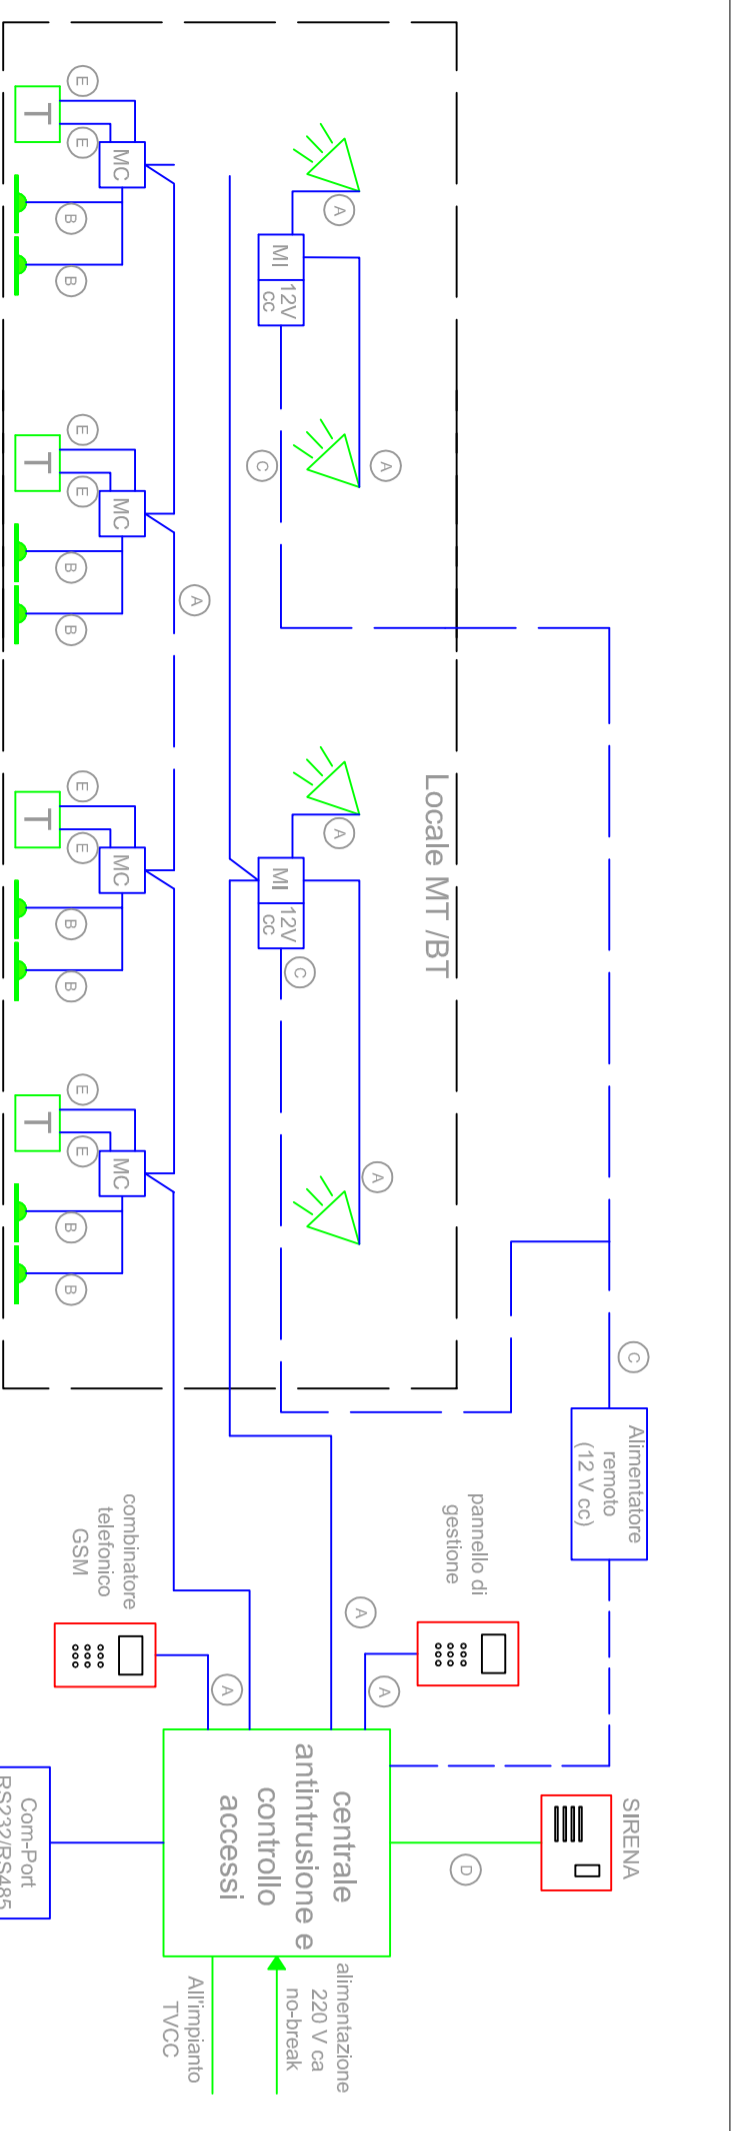 SIRENA
Alimentatore
remoto
(12 V cc)
C
D
pannello di
gestione
A
A
Locale MT /BT
A
A
A
A
MI
12V
cc
C
MI
12V
cc
C
A
centrale
antintrusione e
controllo
accessi
alimentazione
220 V ca
no-break
All'impianto
TVCC
A
combinatore
telefonico
GSM
Com-Port
RS232/RS485
E
T
E
MC
B
B
E
T
E
MC
B
B
E
T
E
MC
B
B
E
T
E
MC
B
B